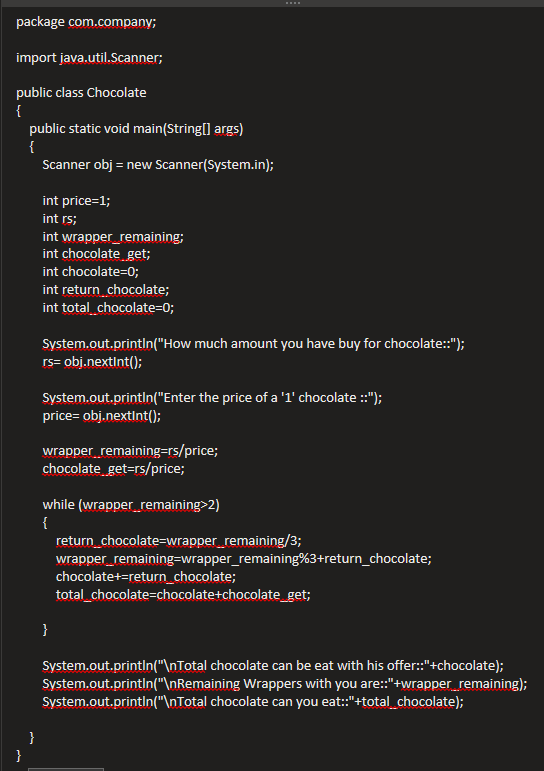 package com.company;
import java.util.Scanner;
public class Chocolate
{
public static void main(String[] args)
{
Scanner obj = new Scanner(System.in);
int price=1;
int rs;
int wrapper_remaining;
int chocolate_get;
int chocolate=0;
int return_chocolate;
int total_chocolate=0;
System.out.println("How much amount you have buy for chocolate::");
rs= obj.nextInt();
System.out.println("Enter the price of a '1' chocolate ::");
price= obj.nextInt();
wrapper_remaining=rs/price;
chocolate_get=rs/price;
while (wrapper_remaining>2)
{
return_chocolate=wrapper_remaining/3;
wrapper_remaining=wrapper_remaining%3+return_chocolate;
chocolate+=return_chocolate;
total_chocolate=chocolate+chocolate_get;
}
System.out.println("\nTotal chocolate can be eat with his offer::"+chocolate);
System.out.println("\nRemaining Wrappers with you are::"+wrapper_remaining);
System.out.println("\nTotal chocolate can you eat::"+total_chocolate);
}
}